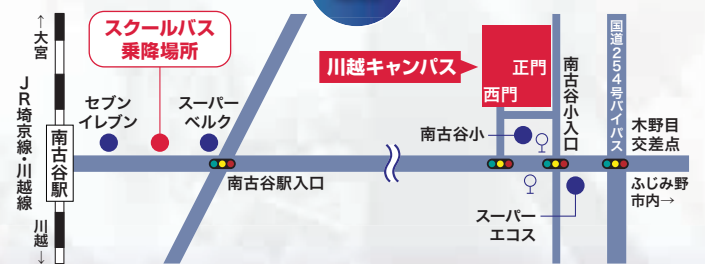 ↑大宮
JR埼京線・川越線
川越↓
南古谷駅
スクールバス
乗降場所
セブン
イレブン
スーパー
ベルク
南古谷駅入口
川越キャンパス
正門
西門
南古谷小
南古谷小入口
国道254号バイパス
木野目
交差点
スーパー
エコス
ふじみ野
市内→